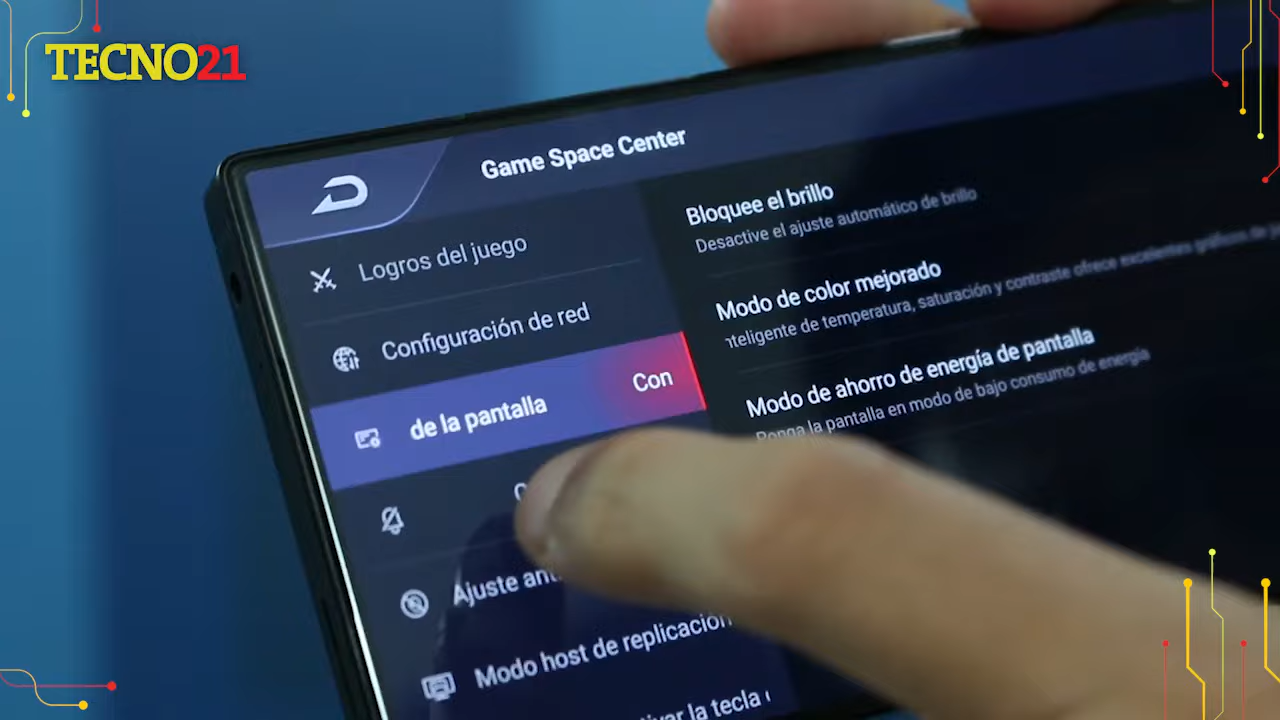 TECNO21
Game Space Center
Logros del juego
Configuración de red
Con
de la pantalla
Ajuste
Modo host de replicación
la tecla
Bloquee el brillo
Desactive el ajuste automático de brillo
Modo de color mejorado
nteligente de temperatura, saturación y contraste ofrece excelentes gráficos de
Modo de ahorro de energía de pantalla
Ponga la pantalla en modo de bajo consumo de energía